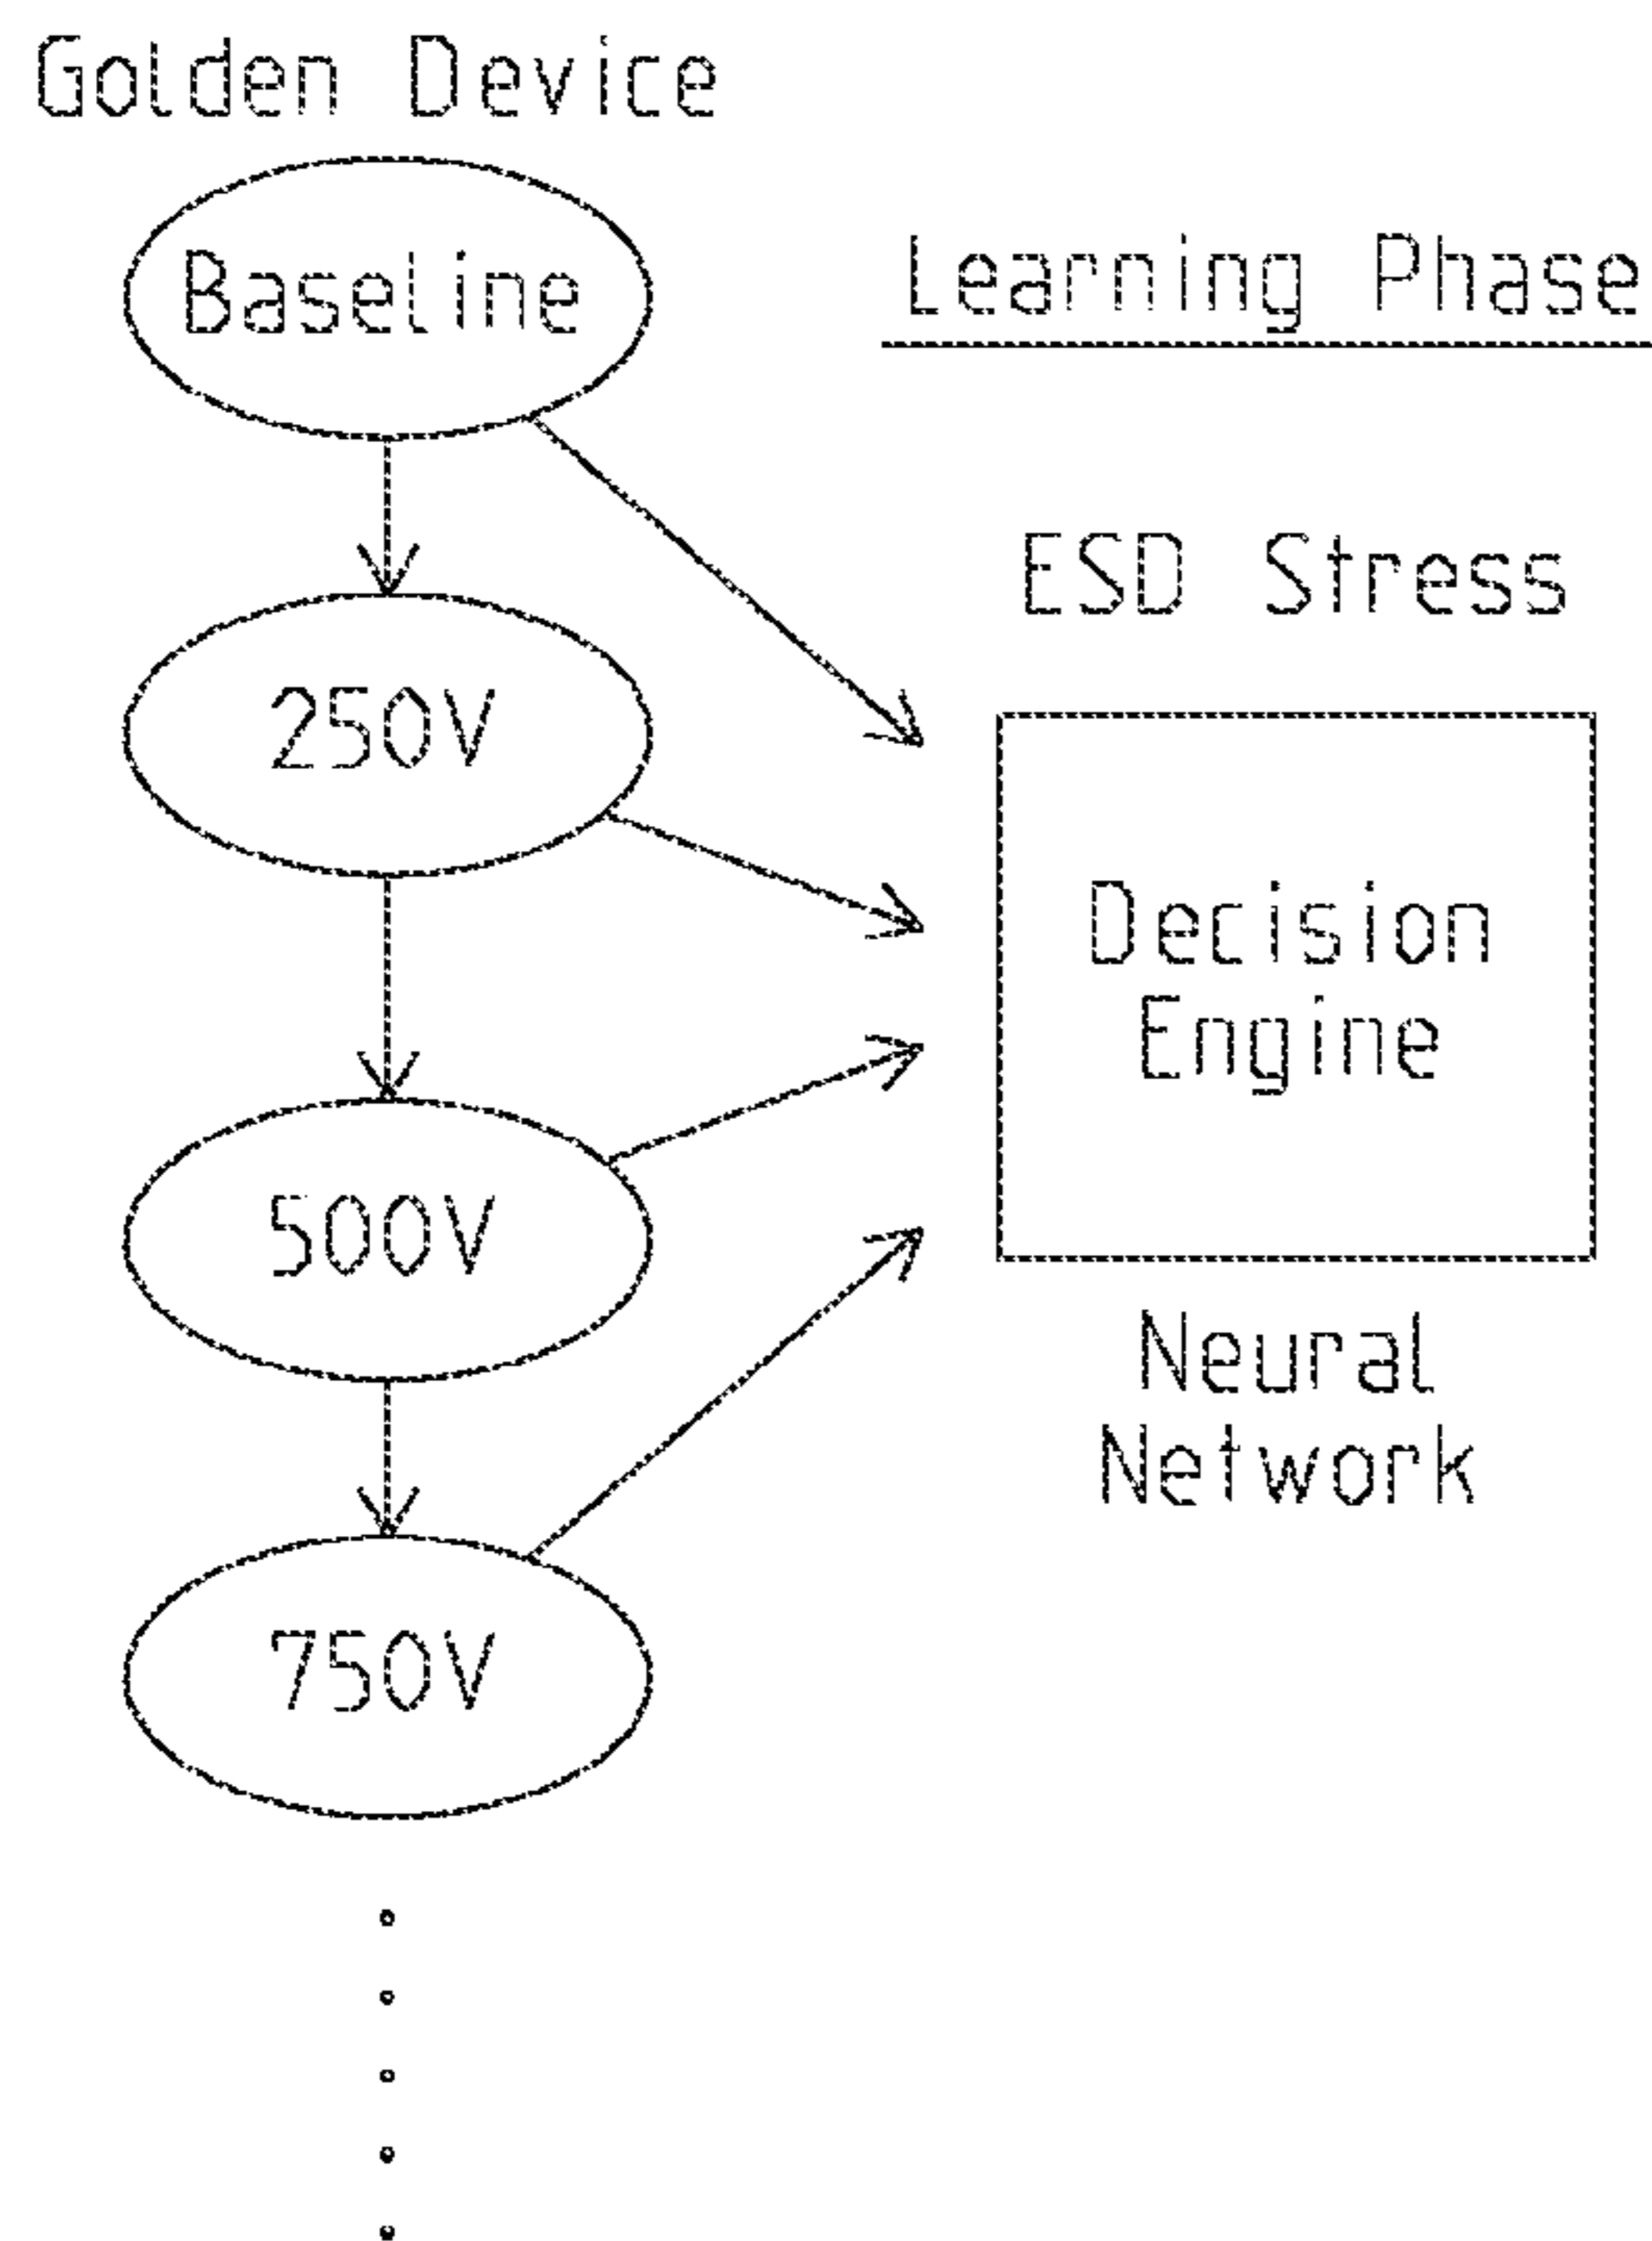 Golden Device
Baseline
Learning Phase
ESD Stress
250V
Decision
Engine
500V
Neural
Network
750V